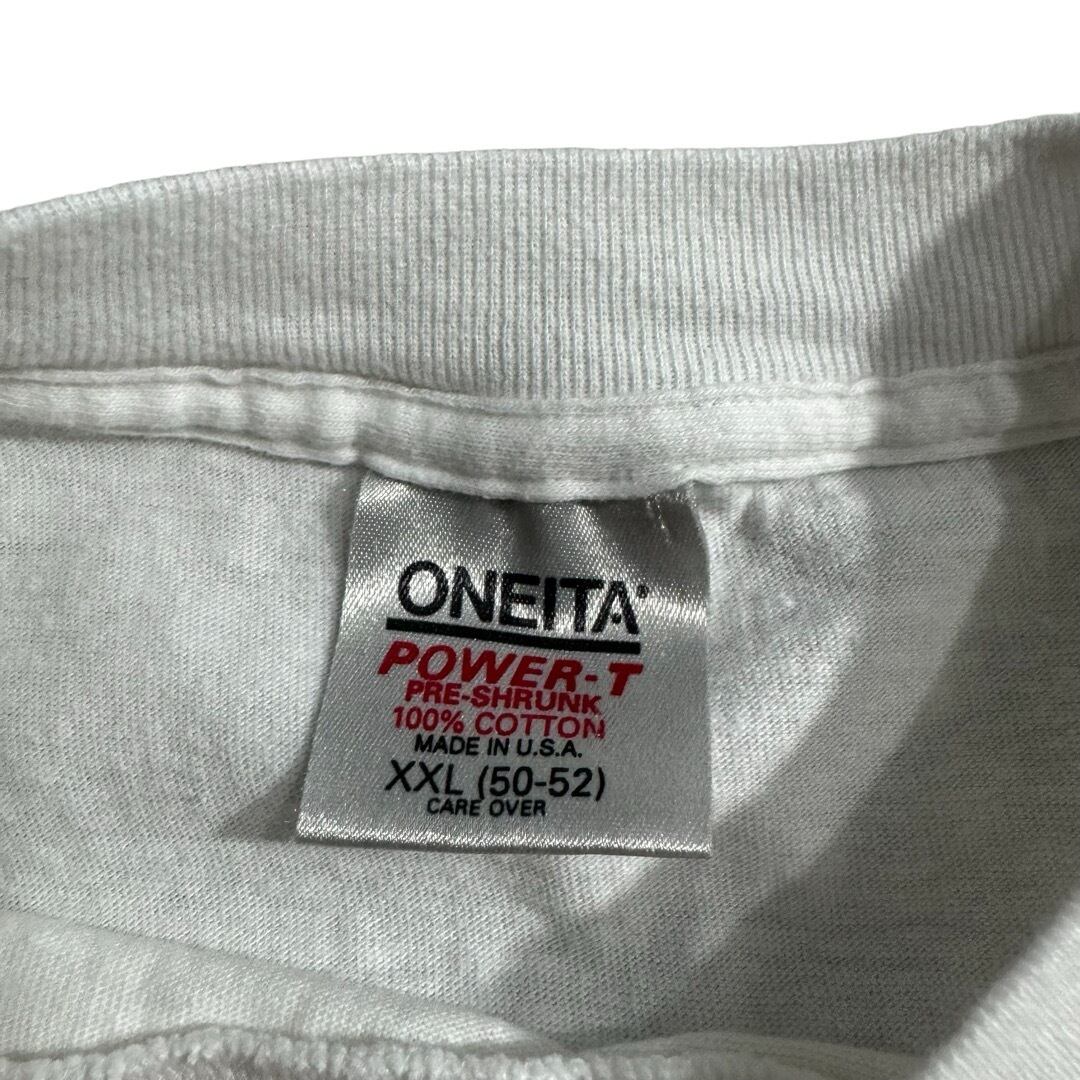 ONEITA®
POWER-T
PRE-SHRUNK
100% COTTON
MADE IN U.S.A.
XXL (50-52)
CARE OVER